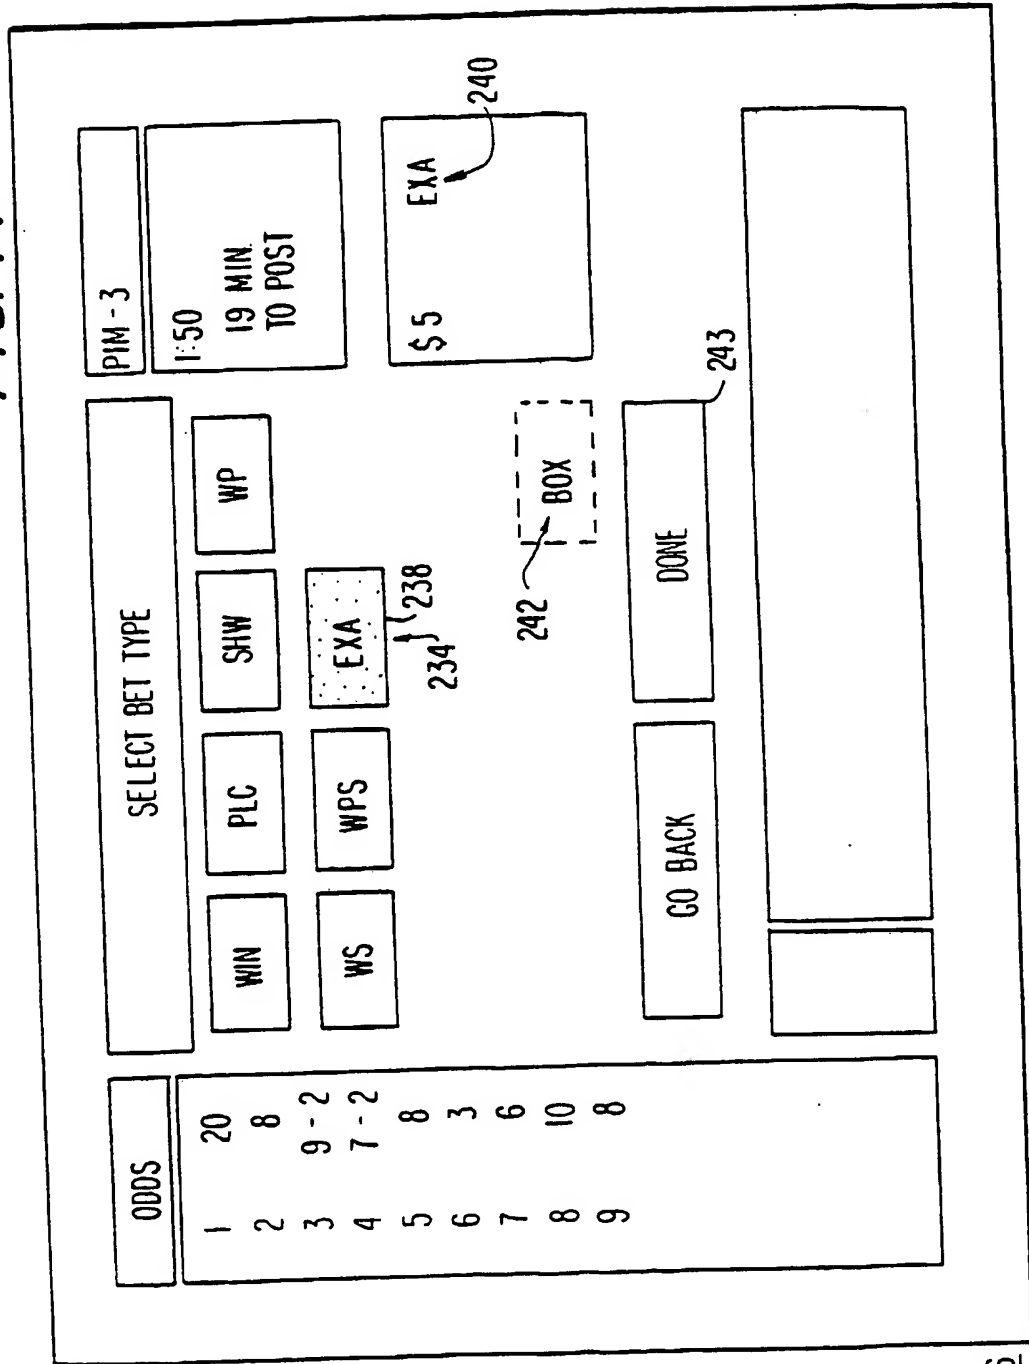 ODDS
1 20
2 8
3 9-2
4 7-2
5 8
6 3
7 6
8 10
9 8
SELECT BET TYPE
WIN PLC SHW WP
WS WPS EXA
234 238
242 BOX
GO BACK DONE
243
PIM-3
1:50
19 MIN.
TO POST
$5 EXA
240